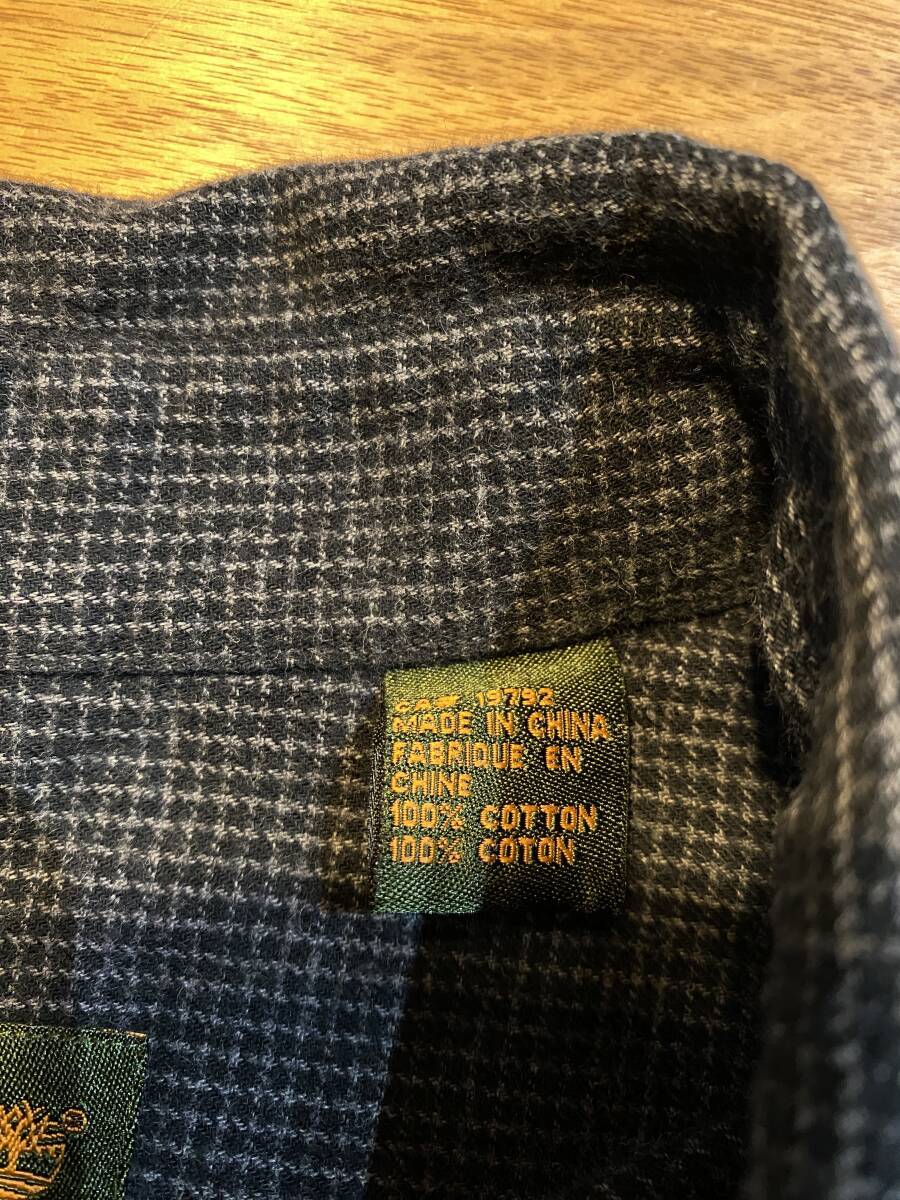 CA# 19792
MADE IN CHINA
FABRIQUE EN
CHINE
100% COTTON
100% COTON
®